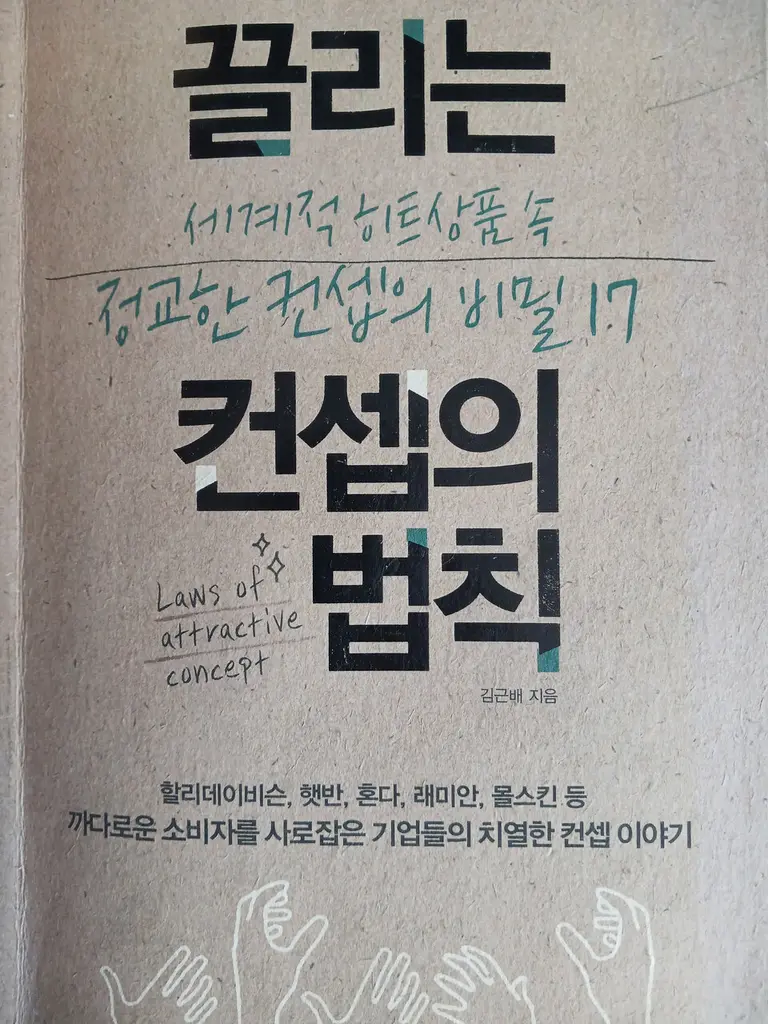 끌리는
세계적 히트상품 속
정교한 컨셉의 비밀 17
컨셉의
법칙
Laws of
attractive
concept
김근배 지음
할리데이비슨, 햇반, 혼다, 래미안, 몰스킨 등
까다로운 소비자를 사로잡은 기업들의 치열한 컨셉 이야기